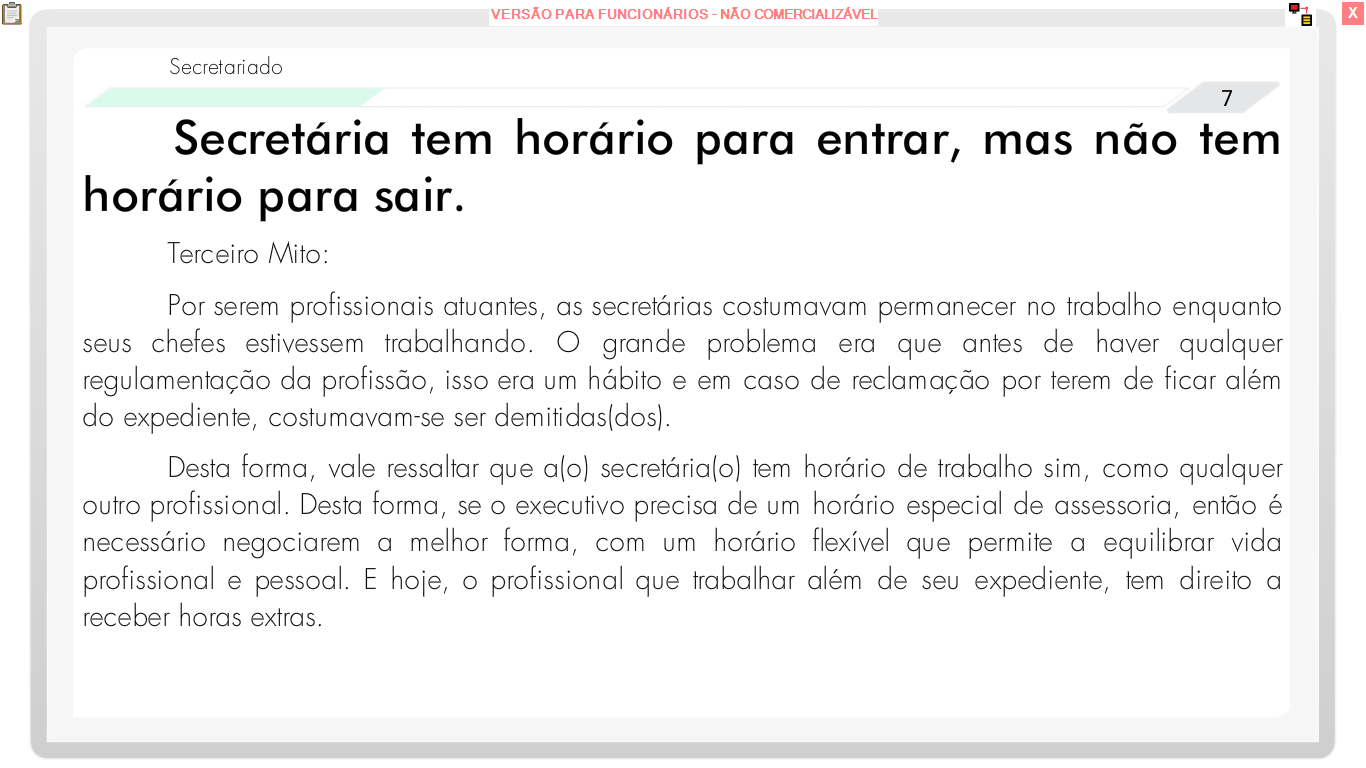 VERSÃO PARA FUNCIONÁRIOS - NÃO COMERCIALIZÁVEL
X
Secretariado
7
Secretária tem horário para entrar, mas não tem
horário para sair.
Terceiro Mito:
Por serem profissionais atuantes, as secretárias costumavam permanecer no trabalho enquanto
seus chefes estivessem trabalhando. O grande problema era que antes de haver qualquer
regulamentação da profissão, isso era um hábito e em caso de reclamação por terem de ficar além
do expediente, costumavam-se ser demitidas(dos).
Desta forma, vale ressaltar que a(o) secretária(o) tem horário de trabalho sim, como qualquer
outro profissional. Desta forma, se o executivo precisa de um horário especial de assessoria, então é
necessário negociarem a melhor forma, com um horário flexível que permite a equilibrar vida
profissional e pessoal. E hoje, o profissional que trabalhar além de seu expediente, tem direito a
receber horas extras.